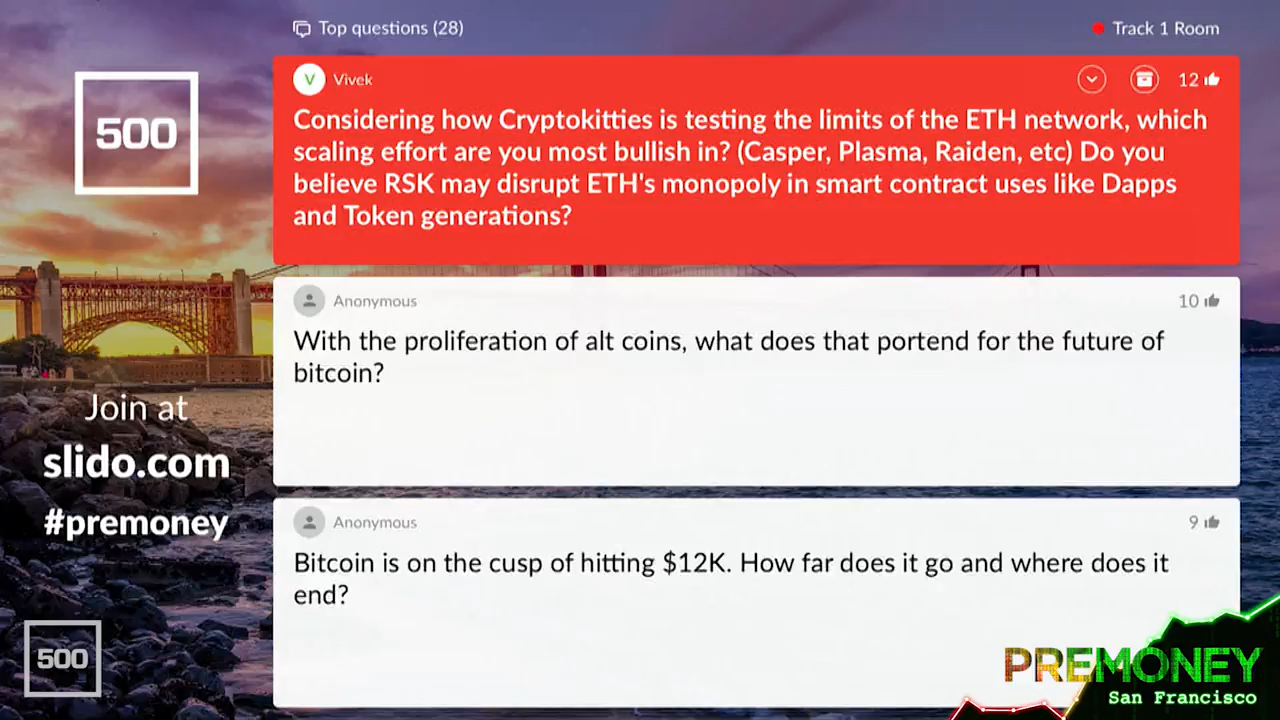 Top questions (28)
Track 1 Room
500
V
Vivek
12
Considering how Cryptokitties is testing the limits of the ETH network, which
scaling effort are you most bullish in? (Casper, Plasma, Raiden, etc) Do you
believe RSK may disrupt ETH's monopoly in smart contract uses like Dapps
and Token generations?
Anonymous
10
With the proliferation of alt coins, what does that portend for the future of
bitcoin?
Join at
slido.com
#premoney
Anonymous
9
Bitcoin is on the cusp of hitting $12K. How far does it go and where does it
end?
500
PREMONEY
San Francisco